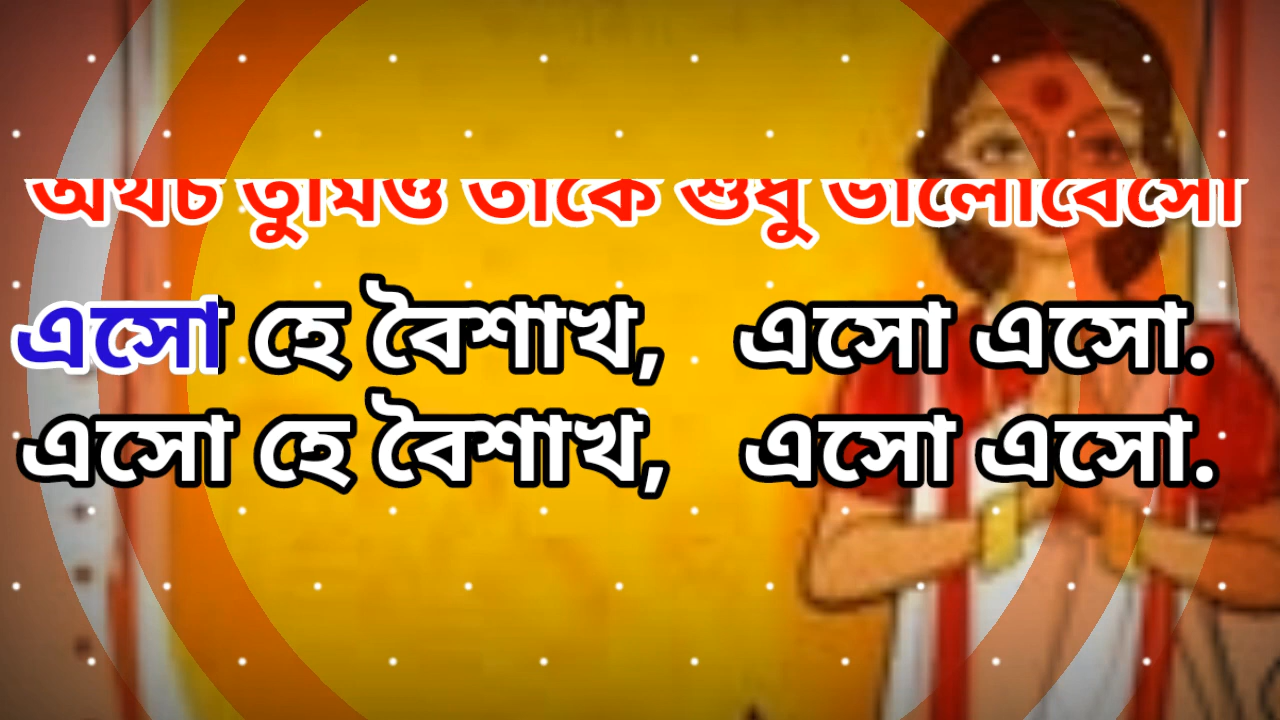 অথচ তুমিও তাকে শুধু ভালোবেসো
এসো হে বৈশাখ, এসো এসো.
এসো হে বৈশাখ, এসো এসো.